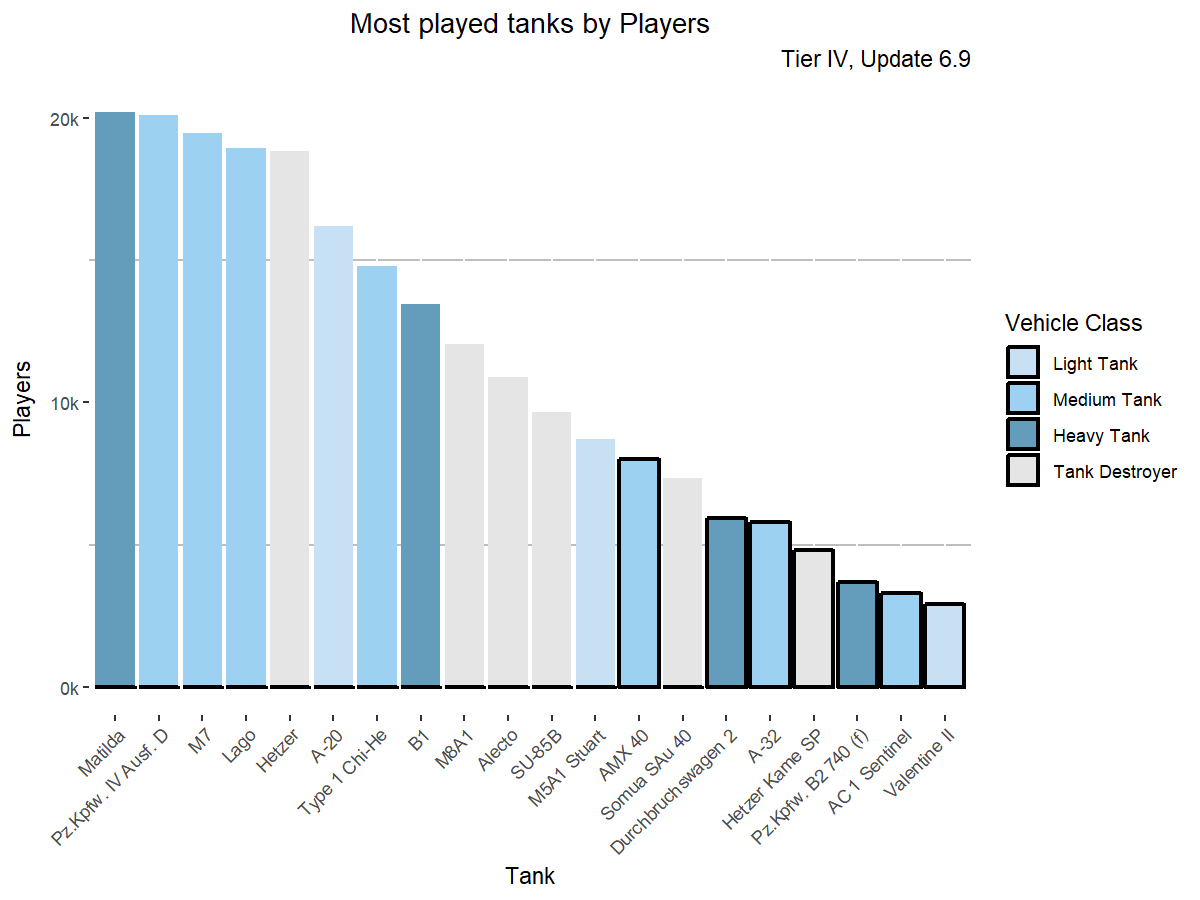 Most played tanks by Players
Tier IV, Update 6.9
Players
20k
10k
0k
Matilda
Pz.Kpfw. IV Ausf. D
M7
Lago
Hetzer
A-20
Type 1 Chi-He
B1
M8A1
Alecto
SU-85B
M5A1 Stuart
AMX 40
Somua SAu 40
Durchbruchswagen 2
A-32
Hetzer Kame SP
Pz.Kpfw. B2 740 (f)
AC 1 Sentinel
Valentine II
Tank
Vehicle Class
Light Tank
Medium Tank
Heavy Tank
Tank Destroyer